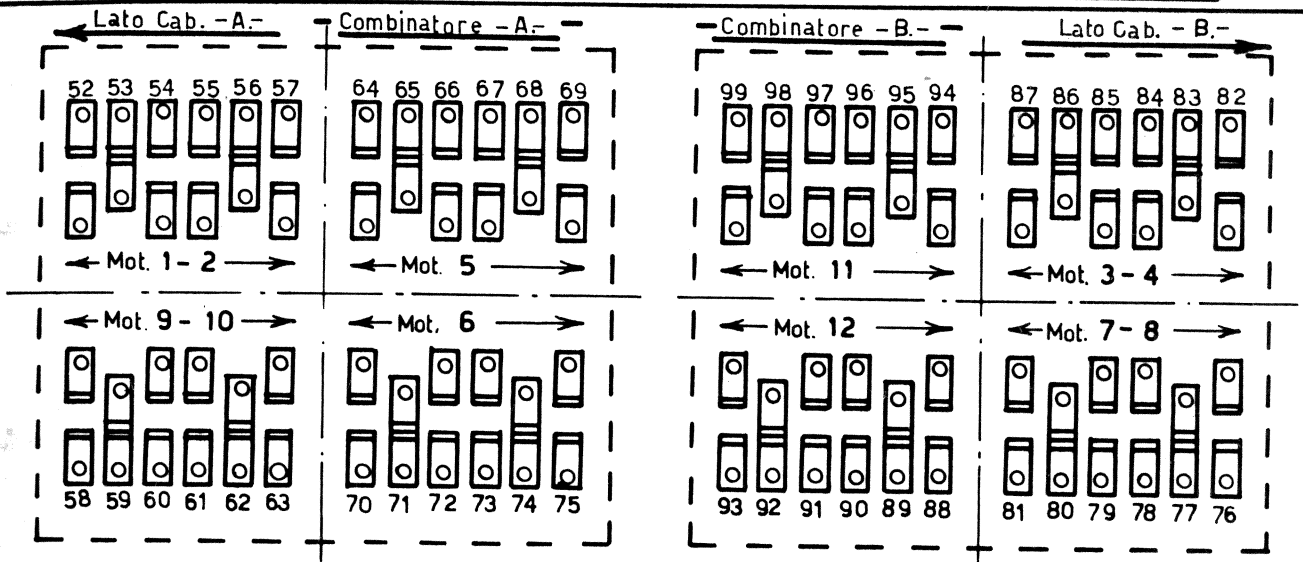 Lato Cab. -A.-
Combinatore -A.-
Combinatore -B.-
Lato Cab. -B.-
52 53 54 55 56 57
64 65 66 67 68 69
99 98 97 96 95 94
87 86 85 84 83 82
Mot. 1-2
Mot. 5
Mot. 11
Mot. 3-4
Mot. 9-10
Mot. 6
Mot. 12
Mot. 7-8
58 59 60 61 62 63
70 71 72 73 74 75
93 92 91 90 89 88
81 80 79 78 77 76